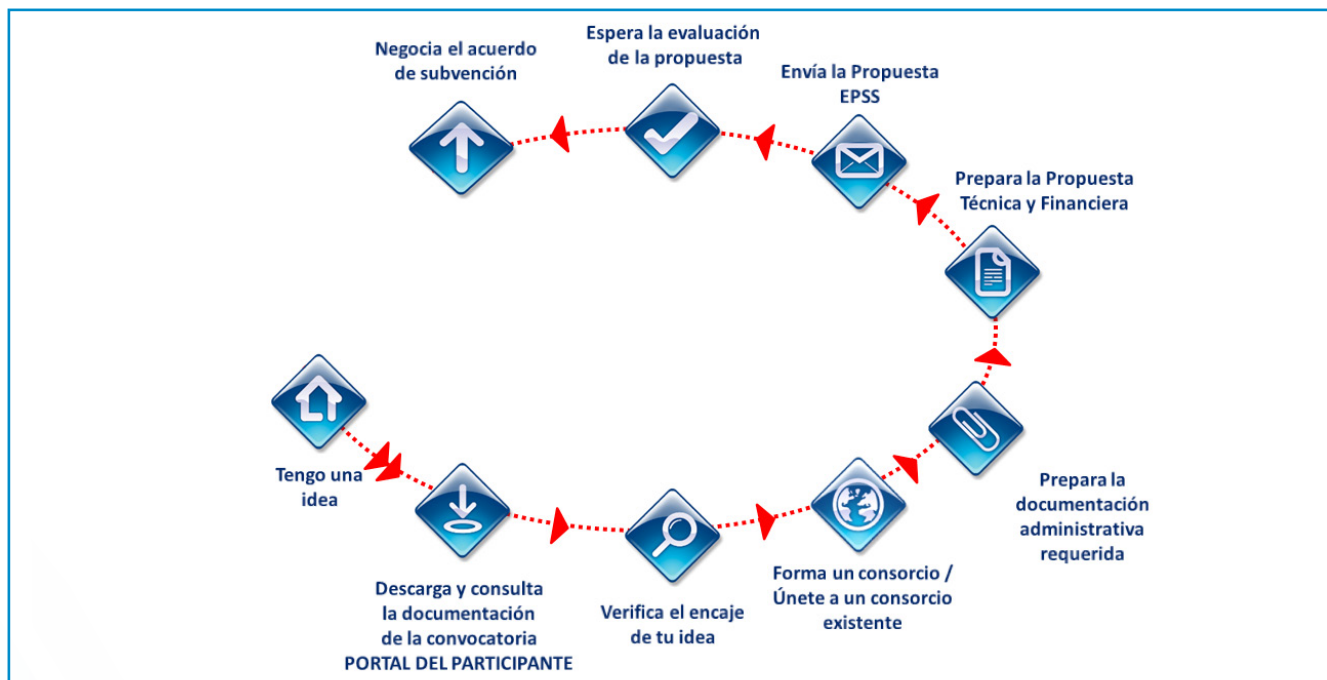 Negocia el acuerdo
de subvención
Espera la evaluación
de la propuesta
Envía la Propuesta
EPSS
Prepara la Propuesta
Técnica y Financiera
Tengo una
idea
Descarga y consulta
la documentación
de la convocatoria
PORTAL DEL PARTICIPANTE
Verifica el encaje
de tu idea
Forma un consorcio /
Únete a un consorcio
existente
Prepara la
documentación
administrativa
requerida